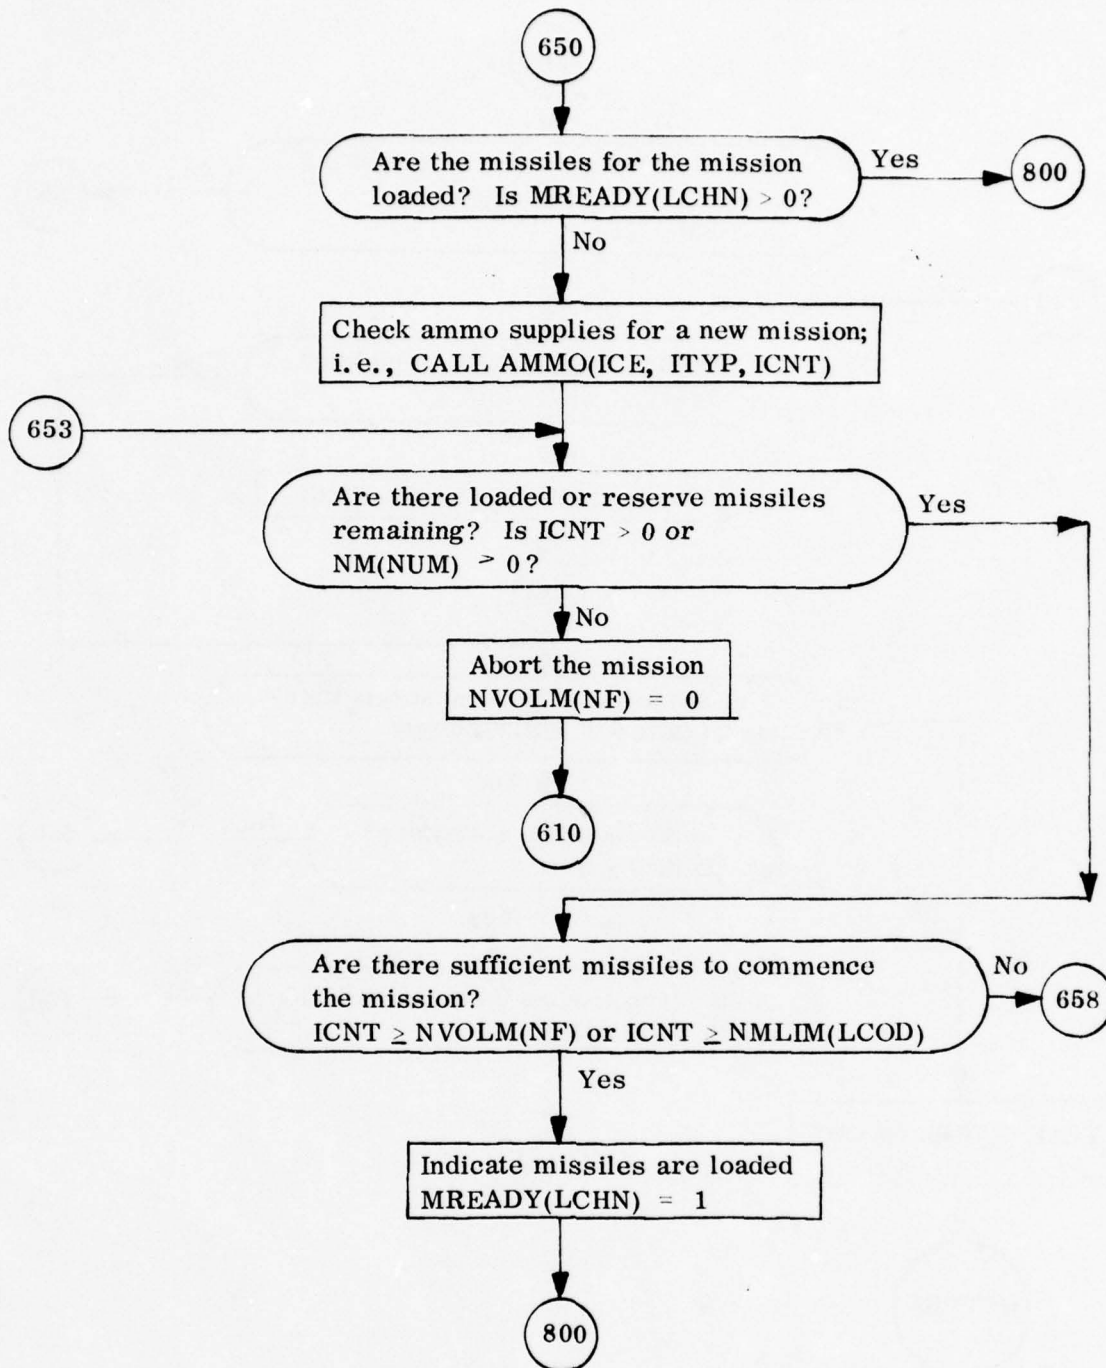 650
Are the missiles for the mission
loaded? Is MREADY(LCHN) > 0?
Yes
800
No
Check ammo supplies for a new mission;
i.e., CALL AMMO(ICE, ITYP, ICNT)
653
Are there loaded or reserve missiles
remaining? Is ICNT > 0 or
NM(NUM) > 0?
Yes
No
Abort the mission
NVOLM(NF) = 0
610
Are there sufficient missiles to commence
the mission?
ICNT ≥ NVOLM(NF) or ICNT ≥ NMLIM(LCOD)
No
658
Yes
Indicate missiles are loaded
MREADY(LCHN) = 1
800